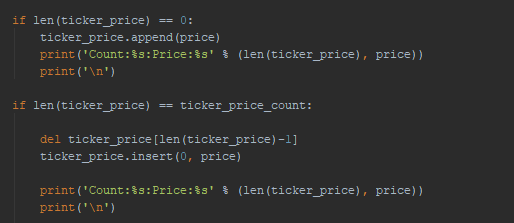 if len(ticker_price) == 0:
    ticker_price.append(price)
    print('Count:%s:Price:%s' % (len(ticker_price), price))
    print('\n')

if len(ticker_price) == ticker_price_count:

    del ticker_price[len(ticker_price)-1]
    ticker_price.insert(0, price)

    print('Count:%s:Price:%s' % (len(ticker_price), price))
    print('\n')